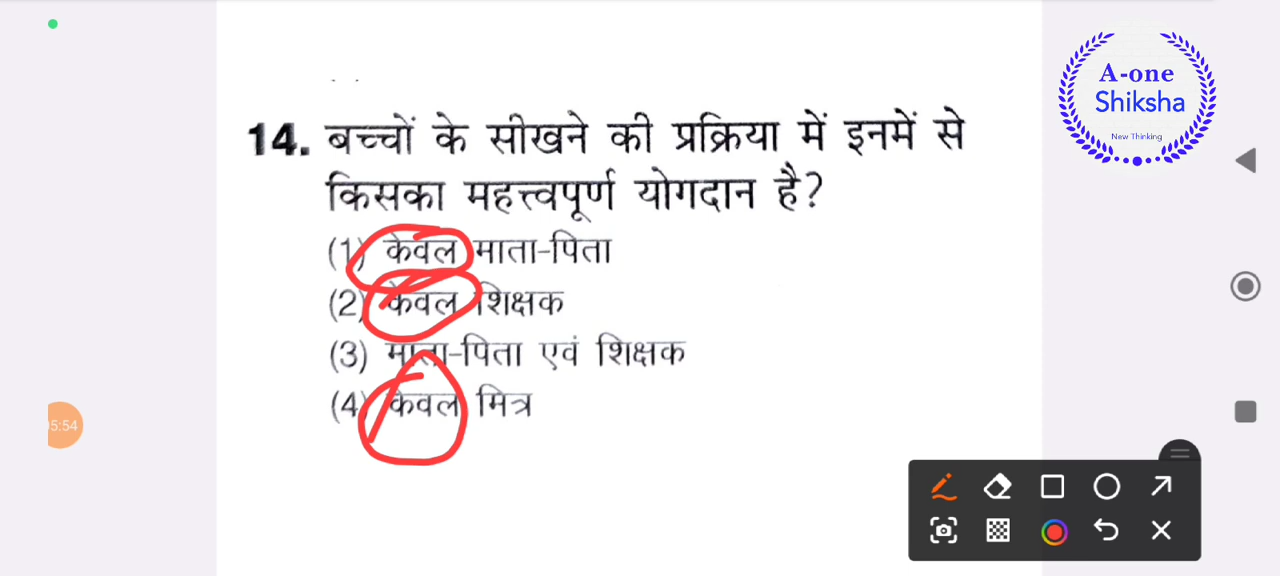 A-one
Shiksha
New Thinking
14. बच्चों के सीखने की प्रक्रिया में इनमें से
किसका महत्त्वपूर्ण योगदान है?
(1) केवल माता-पिता
(2) केवल शिक्षक
(3) माता-पिता एवं शिक्षक
(4) केवल मित्र
5:54